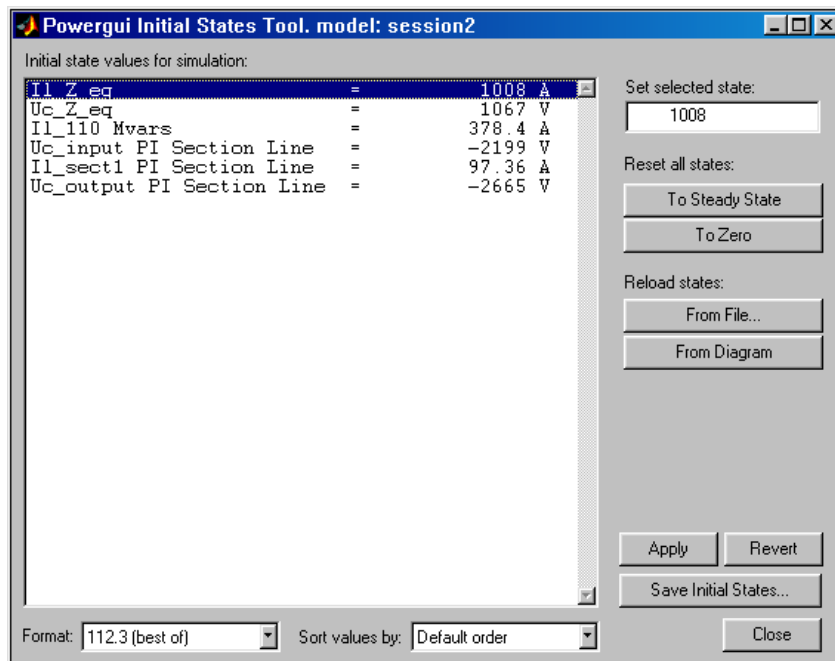 Powergui Initial States Tool. model: session2
Initial state values for simulation:
Il_Z_eq = 1008 A
Uc_Z_eq = 1067 V
Il_110 Mvars = 378.4 A
Uc_input PI Section Line = -2199 V
Il_sect1 PI Section Line = 97.36 A
Uc_output PI Section Line = -2665 V
Set selected state:
1008
Reset all states:
To Steady State
To Zero
Reload states:
From File...
From Diagram
Apply Revert
Save Initial States...
Format: 112.3 (best of) Sort values by: Default order Close